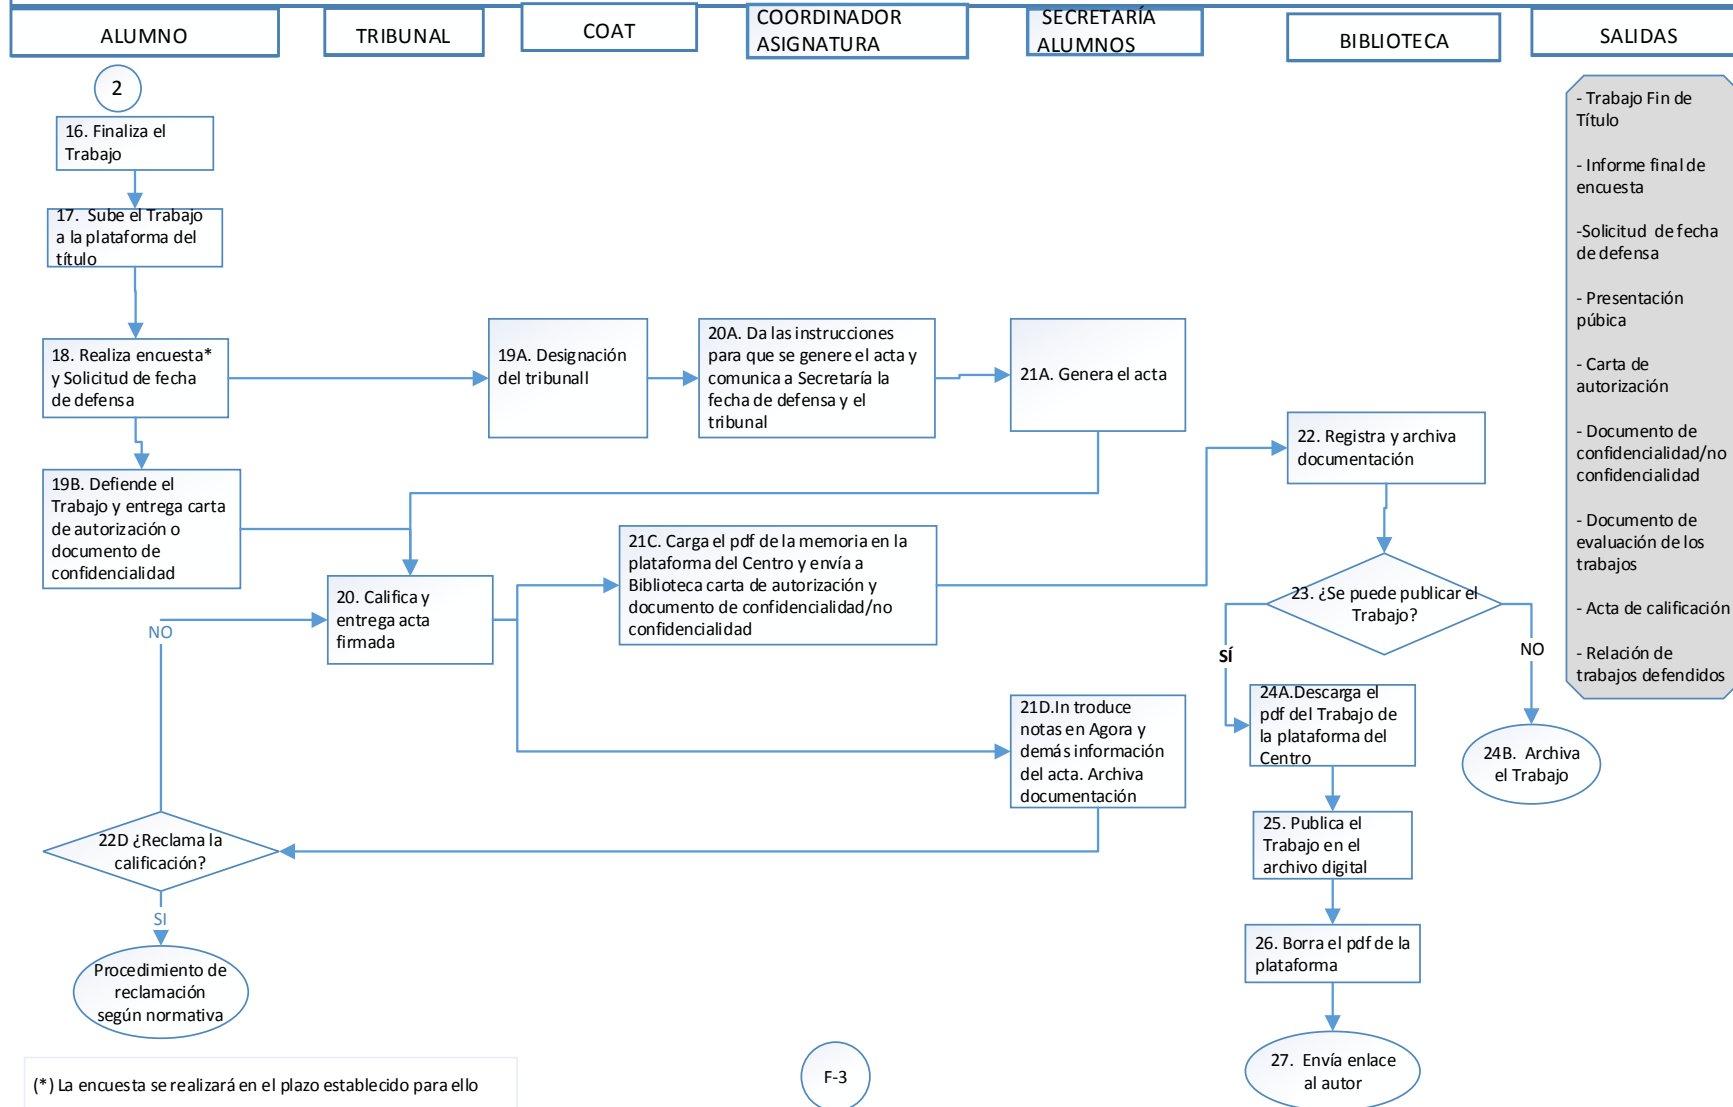 ALUMNO
TRIBUNAL
COAT
COORDINADOR
ASIGNATURA
SECRETARÍA
ALUMNOS
BIBLIOTECA
SALIDAS
2
16. Finaliza el
Trabajo
17. Sube el Trabajo
a la plataforma del
título
18. Realiza encuesta*
y Solicitud de fecha
de defensa
19A. Designación
del tribunall
20A. Da las instrucciones
para que se genere el acta y
comunica a Secretaría la
fecha de defensa y el
tribunal
21A. Genera el acta
19B. Defiende el
Trabajo y entrega carta
de autorización o
documento de
confidencialidad
20. Califica y
entrega acta
firmada
21C. Carga el pdf de la memoria en la
plataforma del Centro y envía a
Biblioteca carta de autorización y
documento de confidencialidad/no
confidencialidad
21D.In troduce
notas en Agora y
demás información
del acta. Archiva
documentación
22. Registra y archiva
documentación
23. ¿Se puede publicar el
Trabajo?
SÍ
NO
24A.Descarga el
pdf del Trabajo de
la plataforma del
Centro
24B. Archiva
el Trabajo
25. Publica el
Trabajo en el
archivo digital
26. Borra el pdf de la
plataforma
27. Envía enlace
al autor
NO
22D ¿Reclama la
calificación?
SI
Procedimiento de
reclamación
según normativa
- Trabajo Fin de
Título
- Informe final de
encuesta
-Solicitud de fecha
de defensa
- Presentación
púbica
- Carta de
autorización
- Documento de
confidencialidad/no
confidencialidad
- Documento de
evaluación de los
trabajos
- Acta de calificación
- Relación de
trabajos defendidos
(*) La encuesta se realizará en el plazo establecido para ello
F-3